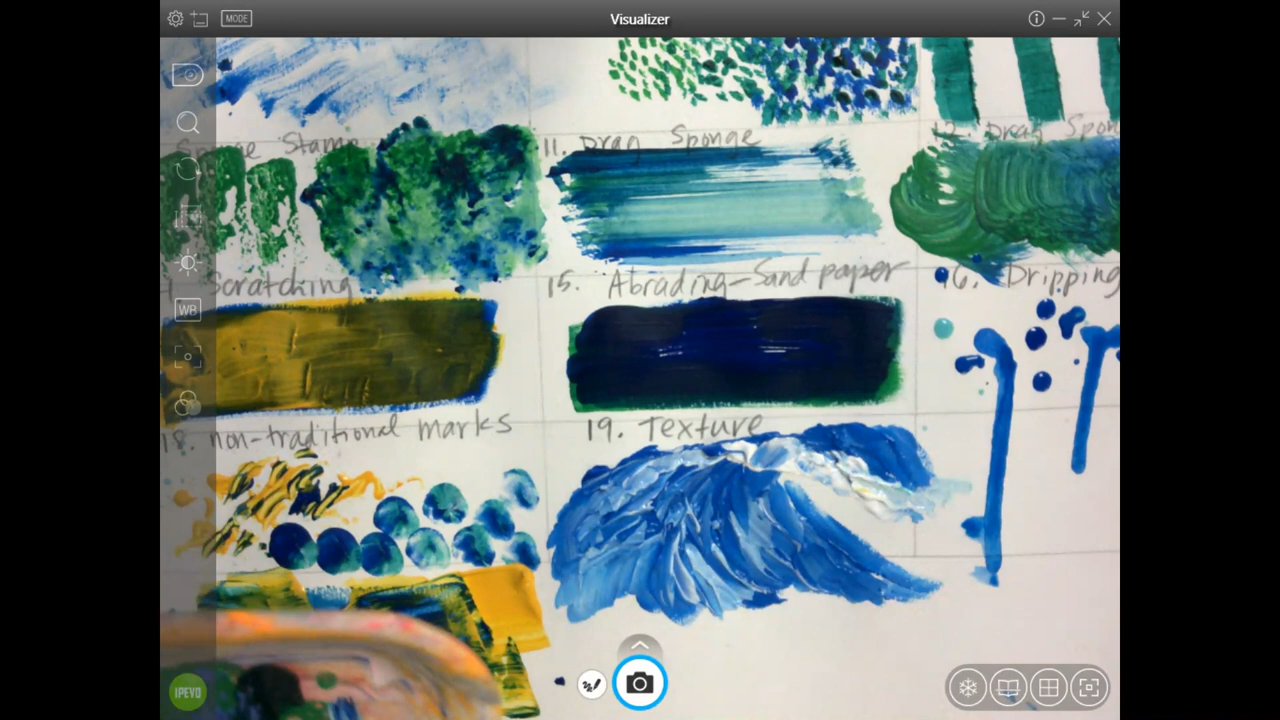 MODE
Visualizer
Sponge Stamp
11. Drag Sponge
12. Drag Spon
Scratching
15. Abrading-Sand paper
16. Dripping
WB
18. non-traditional marks
19. Texture
IPEVO